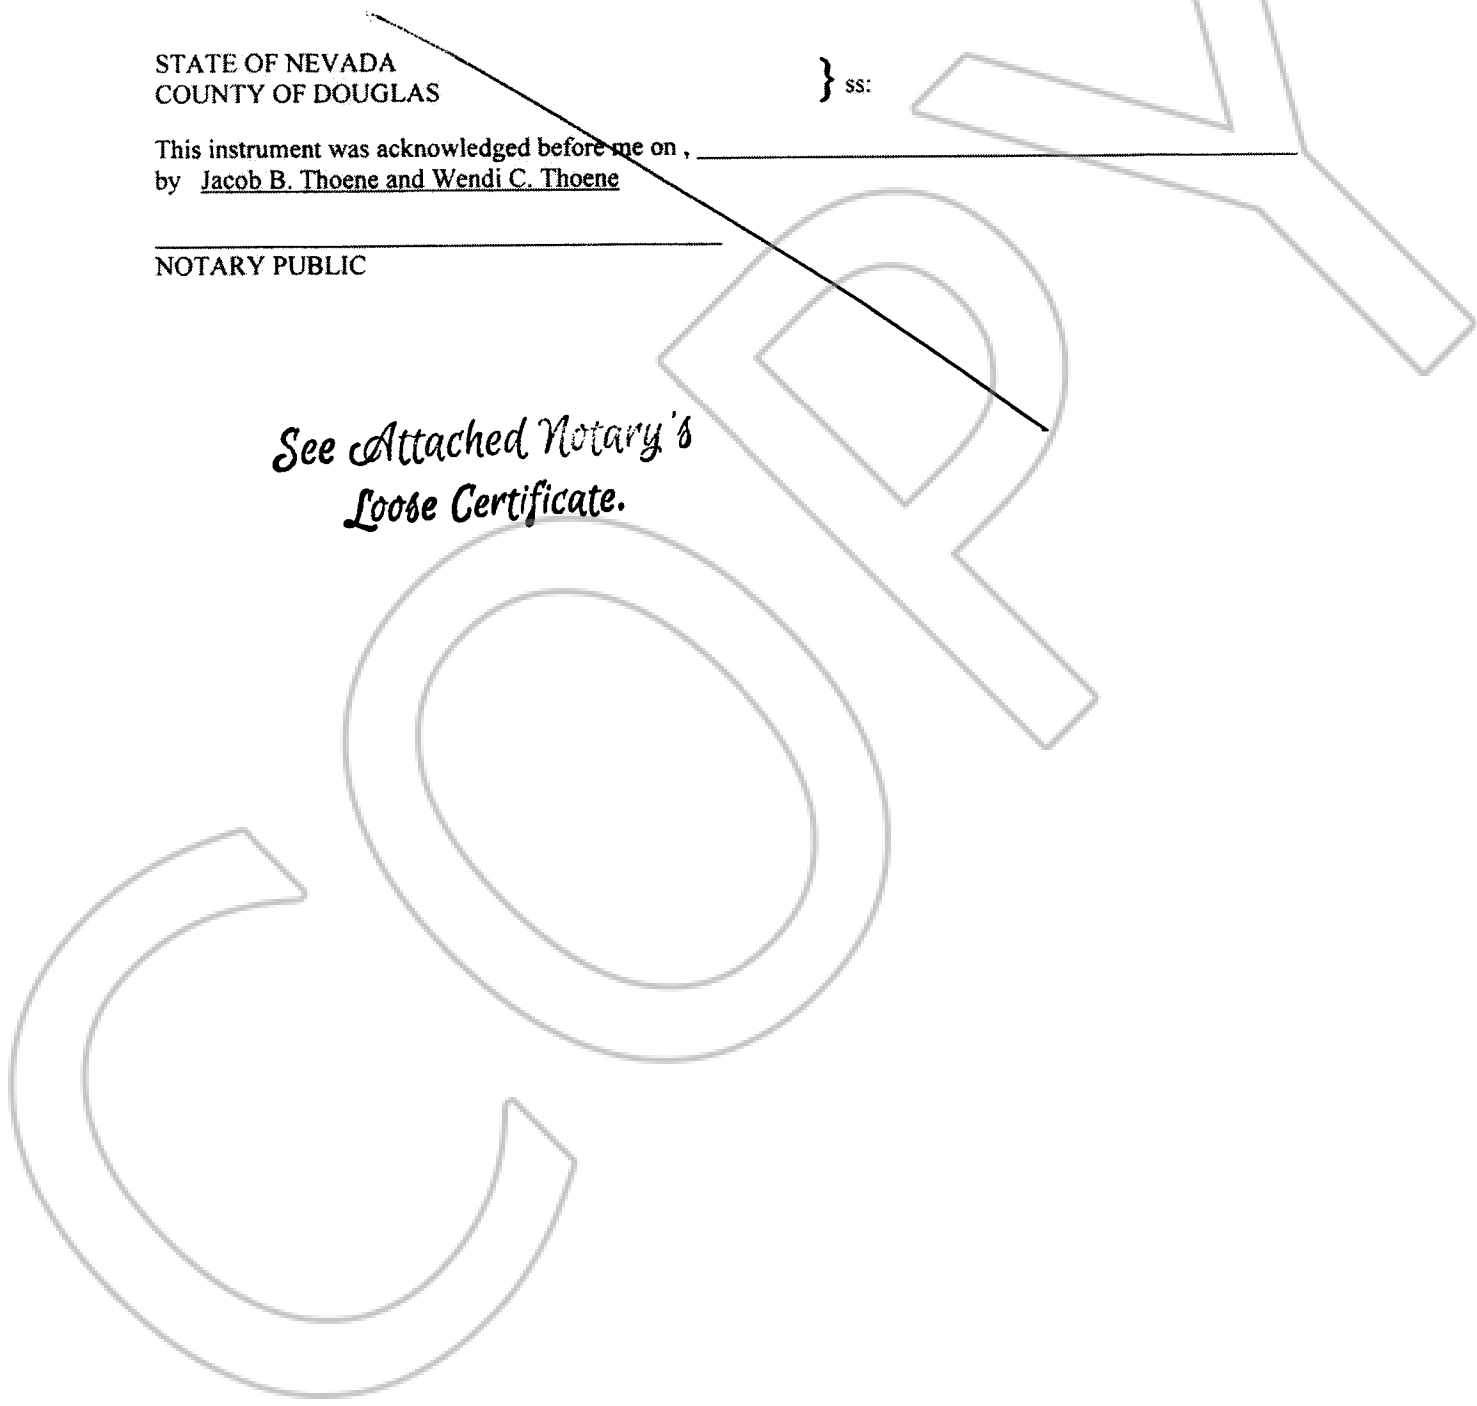 STATE OF NEVADA
COUNTY OF DOUGLAS
} ss:
This instrument was acknowledged before me on ,
by Jacob B. Thoene and Wendi C. Thoene
NOTARY PUBLIC
See Attached Notary's
Loose Certificate.
COPY